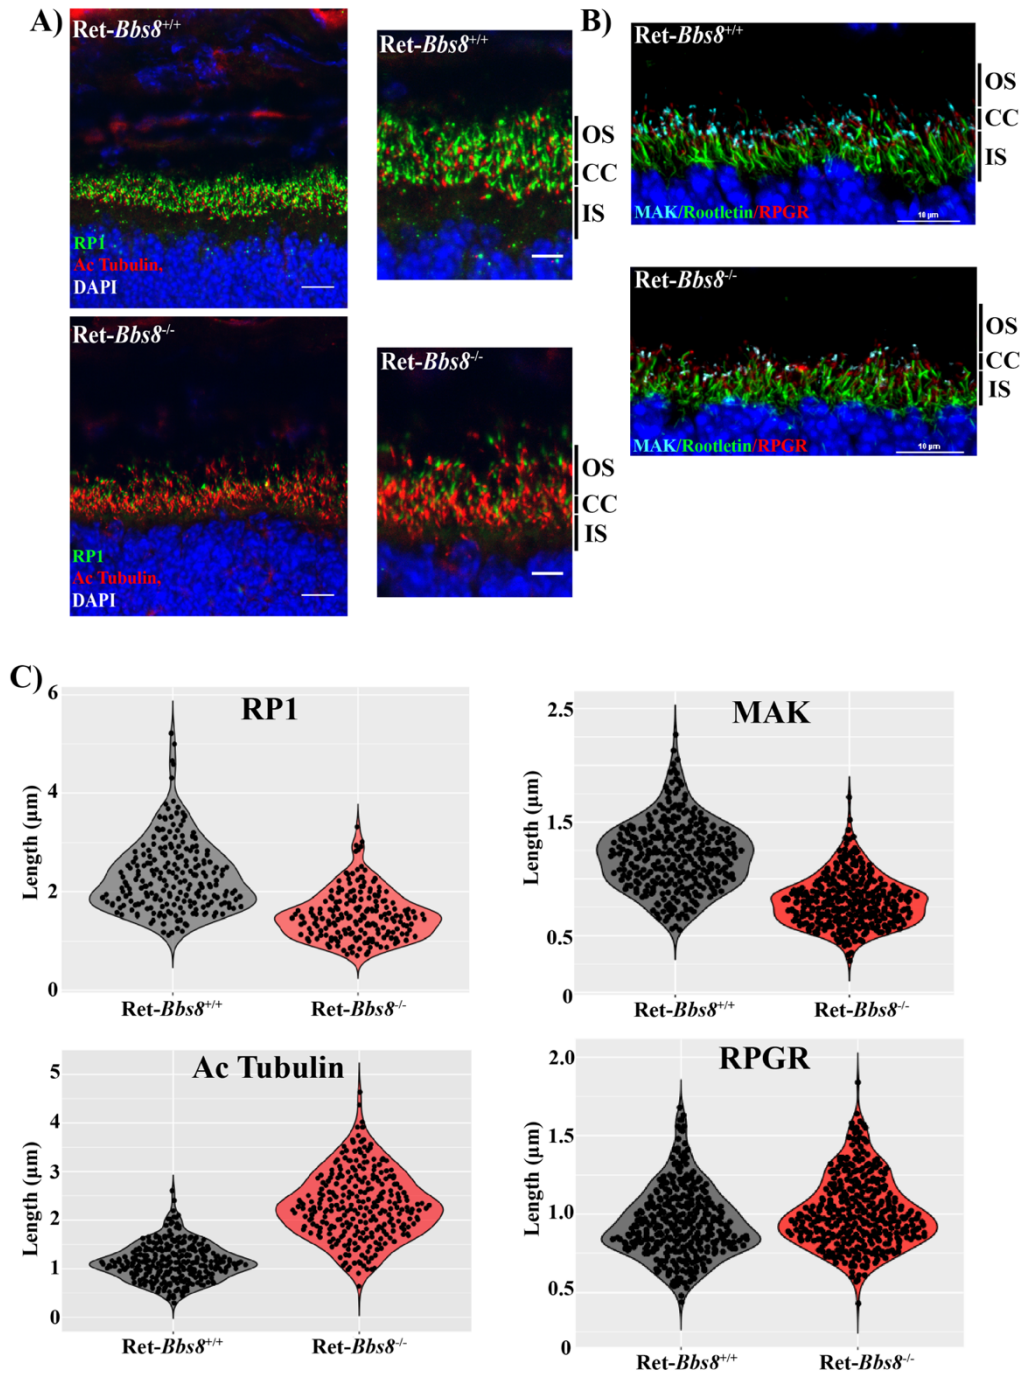 A)
Ret-Bbs8+/+
RP1
Ac Tubulin,
DAPI
Ret-Bbs8+/+
OS
CC
IS
Ret-Bbs8-/-
RP1
Ac Tubulin,
DAPI
Ret-Bbs8-/-
OS
CC
IS
B)
Ret-Bbs8+/+
OS
CC
IS
MAK/Rootletin/RPGR
10 µm
Ret-Bbs8-/-
OS
CC
IS
MAK/Rootletin/RPGR
10 µm
C)
RP1
Length (µm)
6
4
2
0
Ret-Bbs8+/+ Ret-Bbs8-/-
MAK
Length (µm)
2.5
1.5
0.5
0
Ret-Bbs8+/+ Ret-Bbs8-/-
Ac Tubulin
Length (µm)
5
4
3
2
1
0
Ret-Bbs8+/+ Ret-Bbs8-/-
RPGR
Length (µm)
2.0
1.5
1.0
0.5
0
Ret-Bbs8+/+ Ret-Bbs8-/-